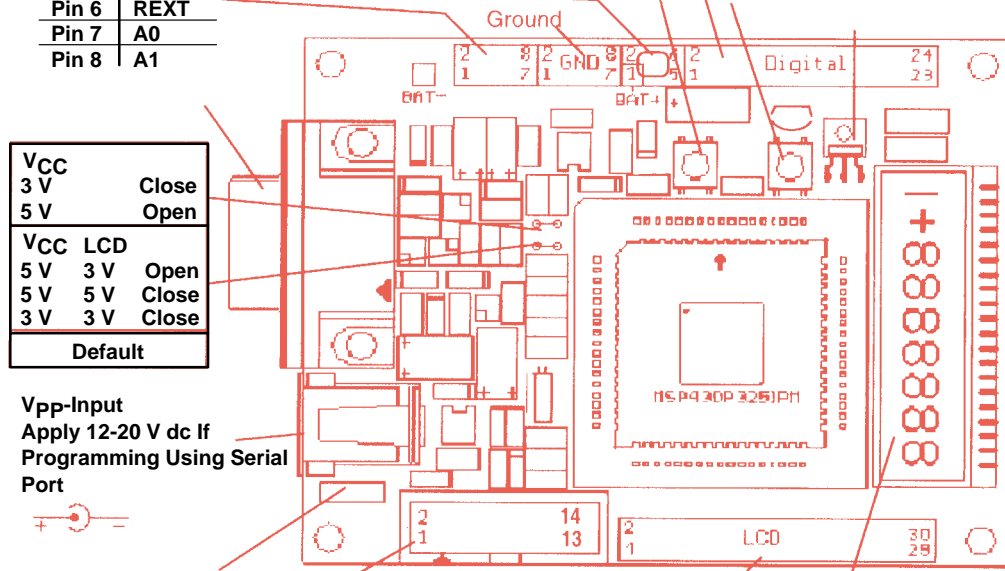 Pin 6 REXT
Pin 7 A0
Pin 8 A1
Ground
2 8 2 GND 8 2 6 2 Digital 24
1 7 1 7 1 5 1 23
BAT- BAT+
VCC
3 V Close
5 V Open
VCC LCD
5 V 3 V Open
5 V 5 V Close
3 V 3 V Close
Default
MSP430P325IPM
VPP-Input
Apply 12-20 V dc If
Programming Using Serial
Port
+ -
2 14
1 13
2 LCD 30
1 29